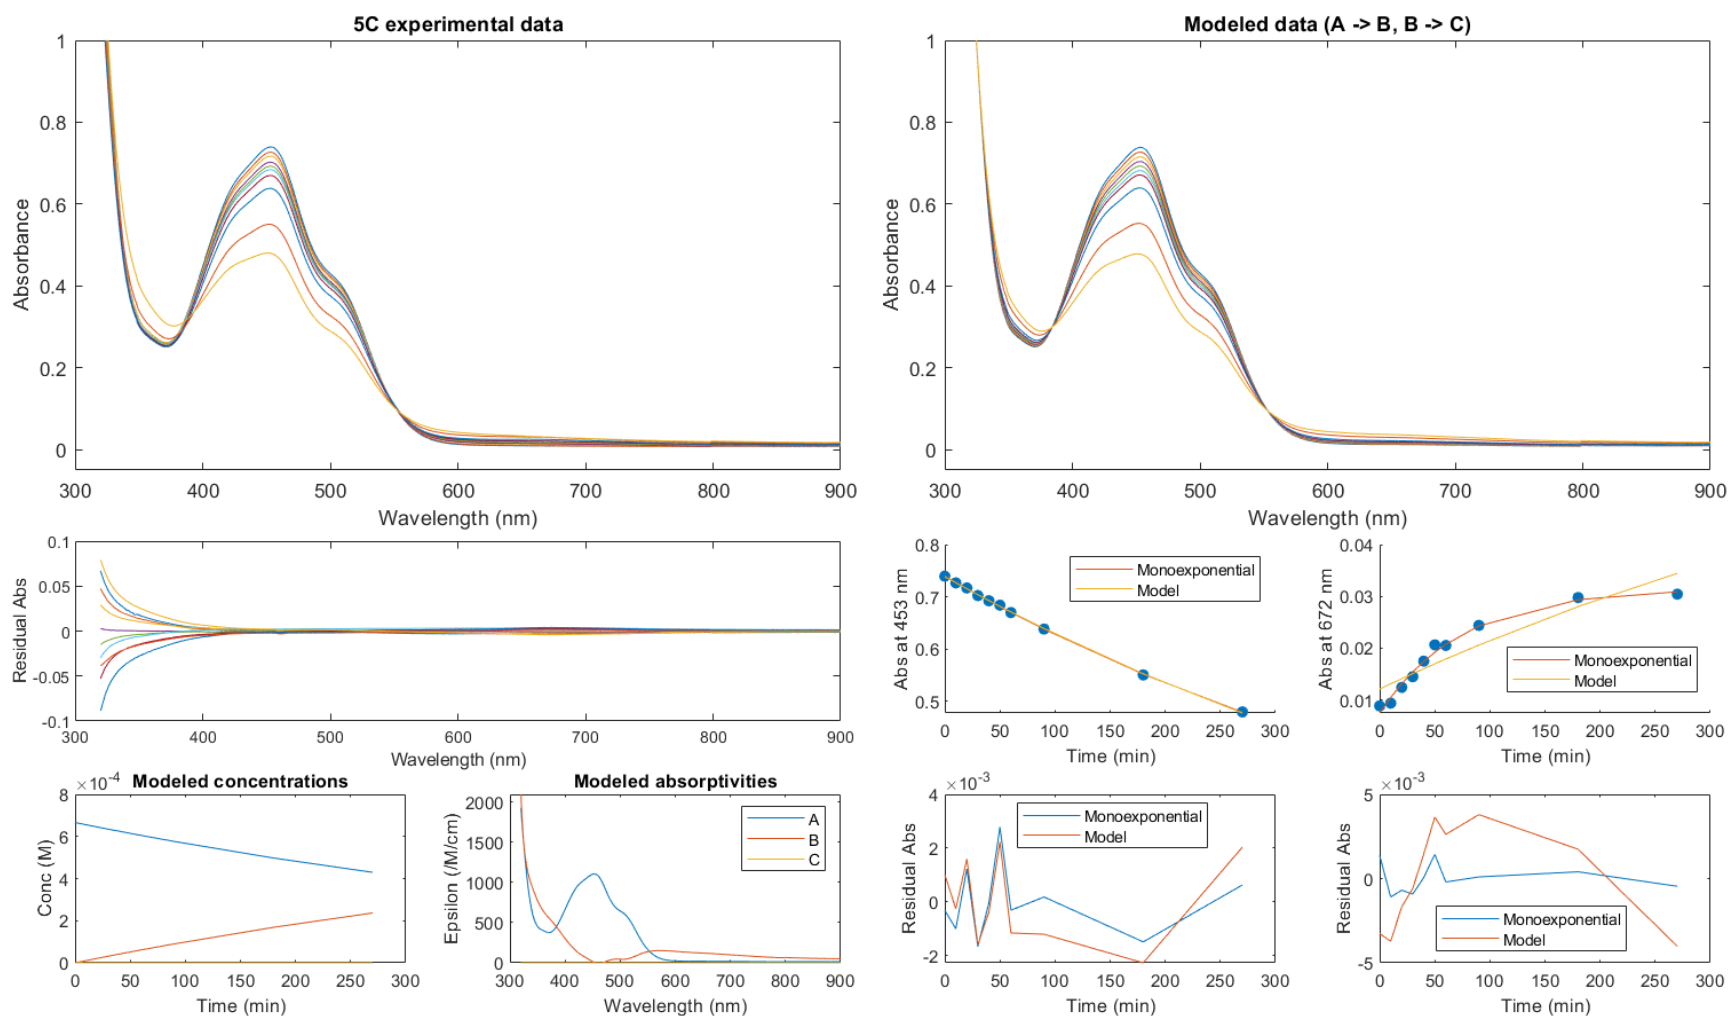 5C experimental data
1
0.8
0.6
0.4
0.2
0
Absorbance
300 400 500 600 700 800 900
Wavelength (nm)
Modeled data (A -> B, B -> C)
1
0.8
0.6
0.4
0.2
0
Absorbance
300 400 500 600 700 800 900
Wavelength (nm)
0.1
0.05
0
-0.05
-0.1
Residual Abs
300 400 500 600 700 800 900
Wavelength (nm)
0.8
0.7
0.6
0.5
Abs at 453 nm
Monoexponential
Model
0 50 100 150 200 250 300
Time (min)
0.04
0.03
0.02
0.01
Abs at 672 nm
Monoexponential
Model
0 50 100 150 200 250 300
Time (min)
Modeled concentrations
×10-4
8
6
4
2
0
Conc (M)
0 50 100 150 200 250 300
Time (min)
Modeled absorptivities
2000
1500
1000
500
0
Epsilon (/M/cm)
A
B
C
300 400 500 600 700 800 900
Wavelength (nm)
×10-3
4
2
0
-2
Residual Abs
Monoexponential
Model
0 50 100 150 200 250 300
Time (min)
×10-3
5
0
-5
Residual Abs
Monoexponential
Model
0 50 100 150 200 250 300
Time (min)